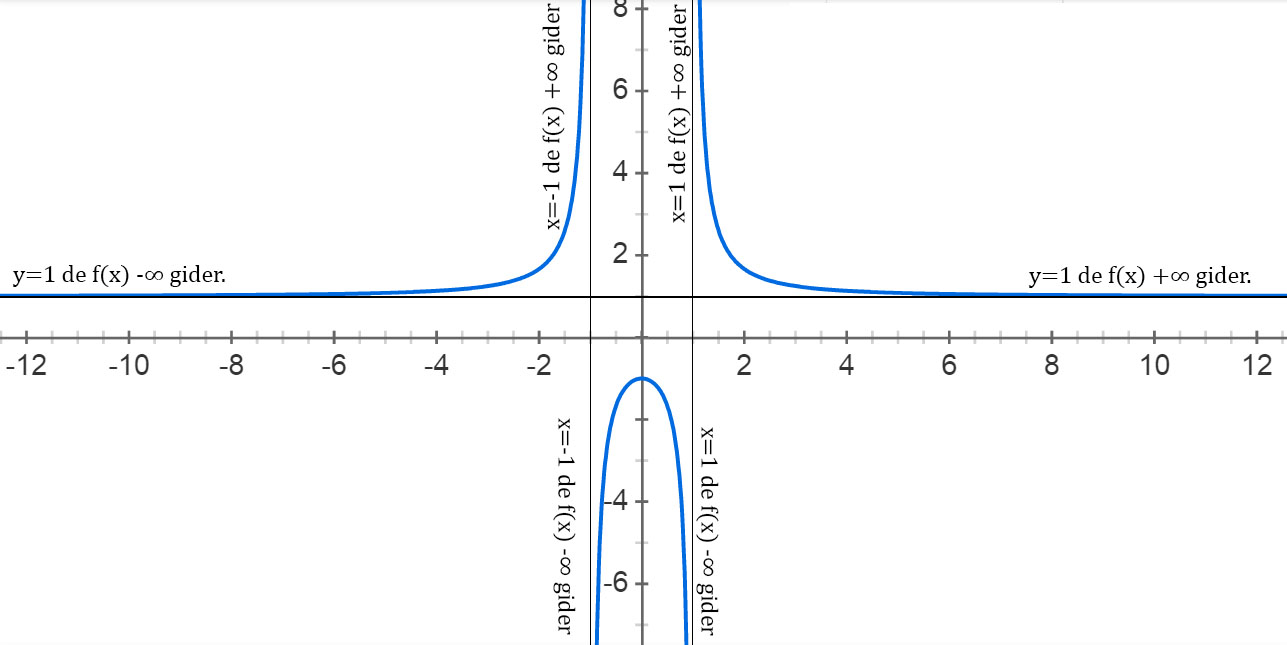 x=-1 de f(x) +∞ gider
8
x=1 de f(x) +∞ gider
6
4
2
y=1 de f(x) -∞ gider.
y=1 de f(x) +∞ gider.
-12 -10 -8 -6 -4 -2 2 4 6 8 10 12
x=-1 de f(x) -∞ gider
x=1 de f(x) -∞ gider
-4
-6